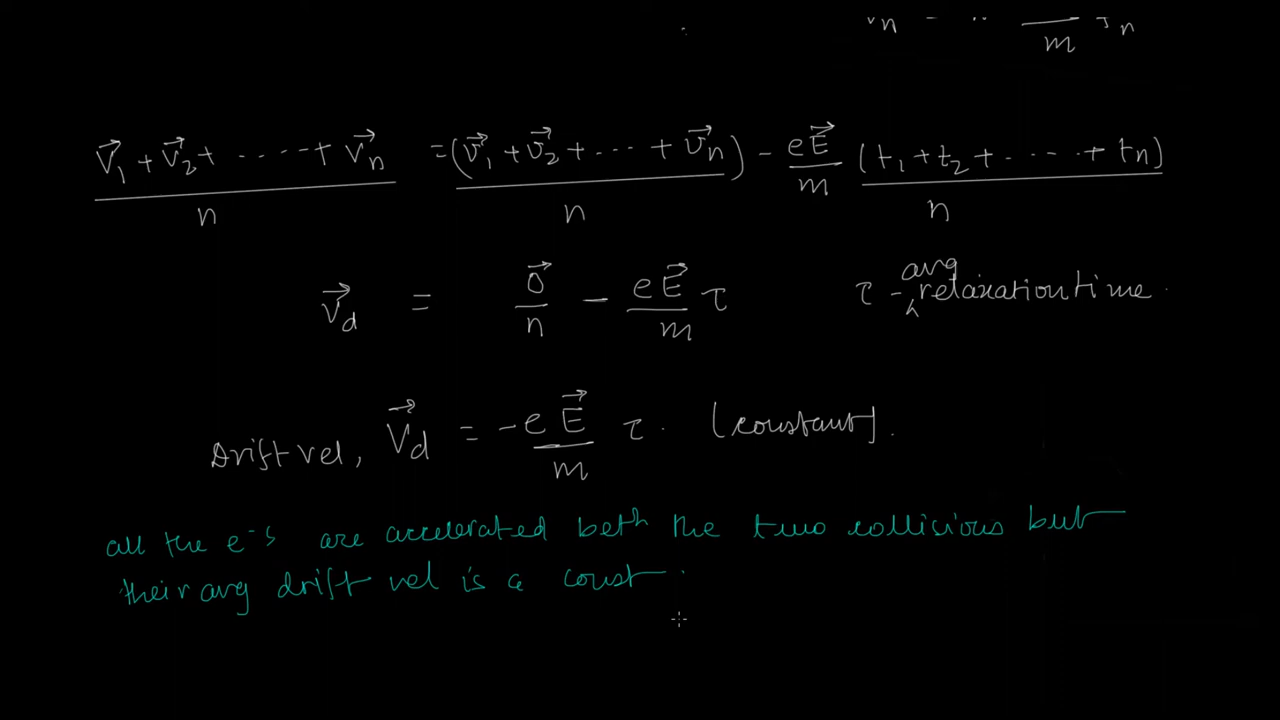 m
V⃗₁ + V⃗₂ + ..... + V⃗n / n = (v⃗₁ + v⃗₂ + ... + v⃗n) / n - eE⃗ / m (t₁ + t₂ + ..... + tn) / n
V⃗d = 0⃗ / n - eE⃗ / m τ    τ - avg relaxation time.
Drift vel, V⃗d = -eE⃗ / m τ. [constant].
all the e⁻s are accelerated betn the two collicious but
their avg drift vel is a const.